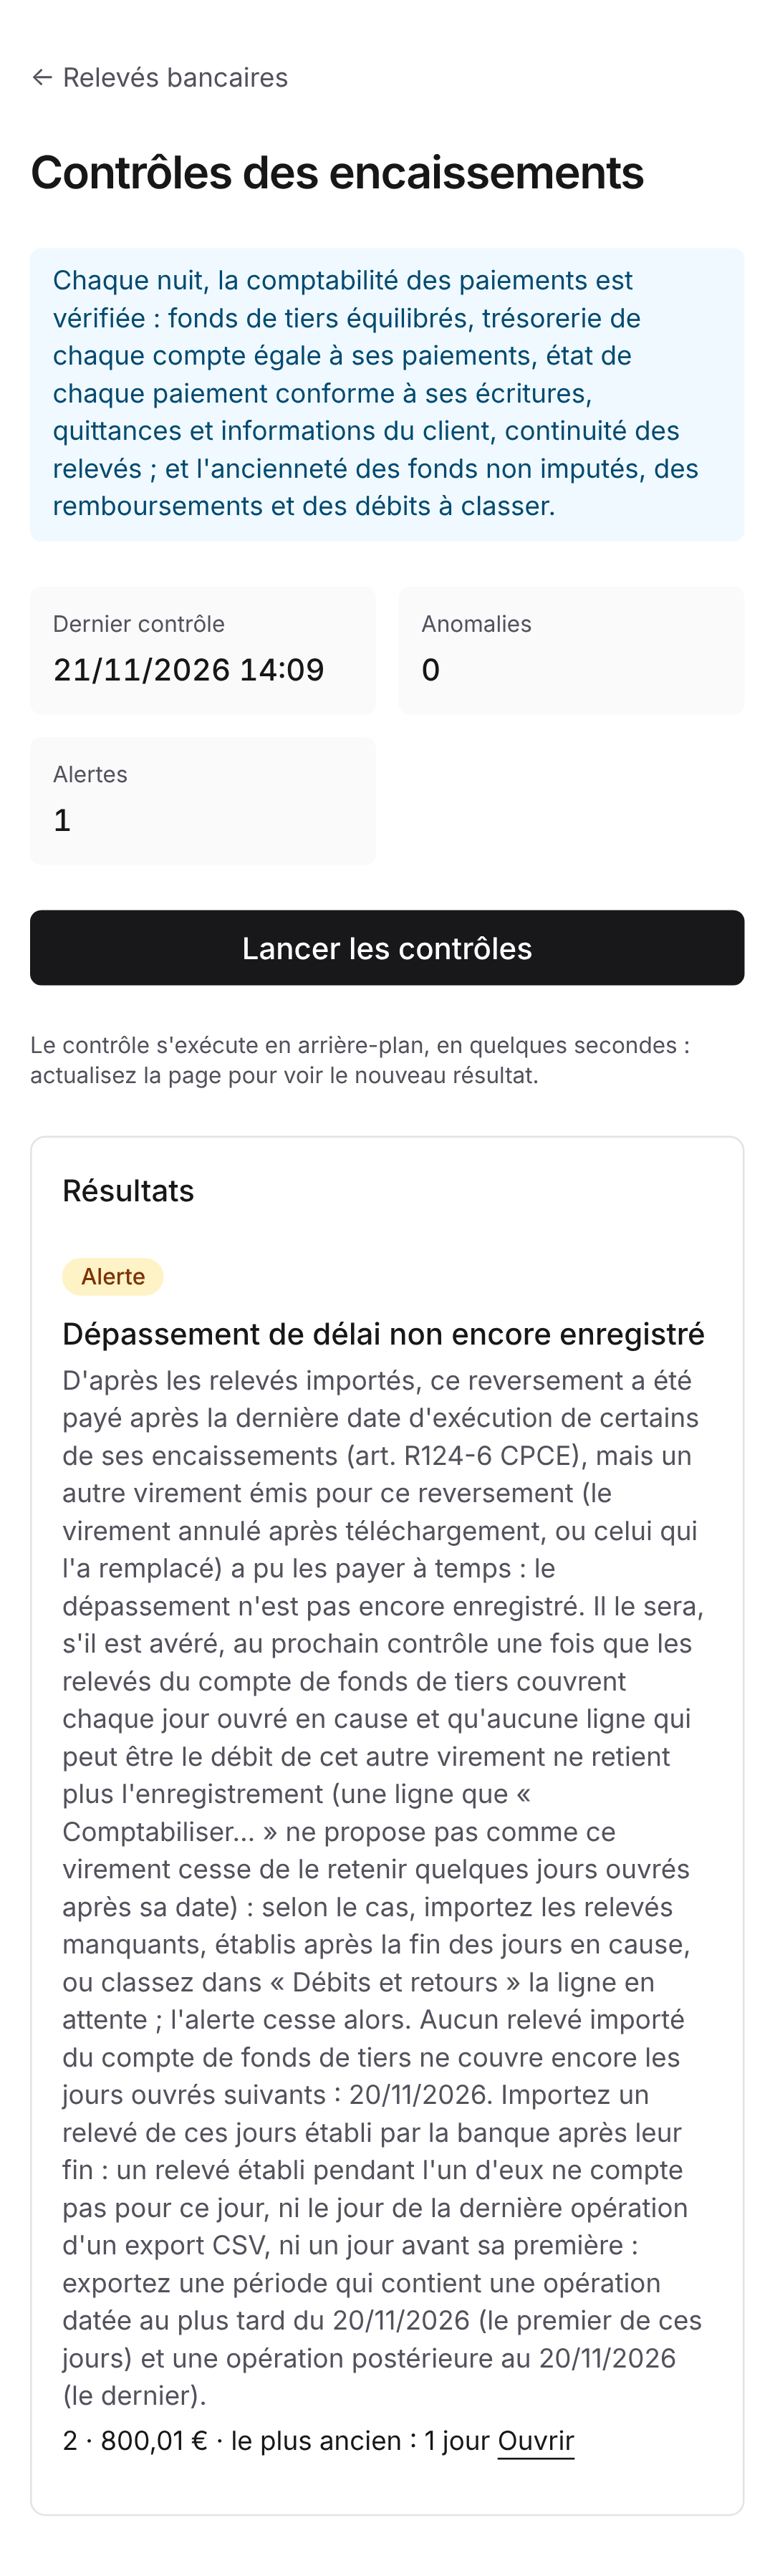 ← Relevés bancaires
Contrôles des encaissements
Chaque nuit, la comptabilité des paiements est
vérifiée : fonds de tiers équilibrés, trésorerie de
chaque compte égale à ses paiements, état de
chaque paiement conforme à ses écritures,
quittances et informations du client, continuité des
relevés ; et l'ancienneté des fonds non imputés, des
remboursements et des débits à classer.
Dernier contrôle
21/11/2026 14:09
Anomalies
0
Alertes
1
Lancer les contrôles
Le contrôle s'exécute en arrière-plan, en quelques secondes :
actualisez la page pour voir le nouveau résultat.
Résultats
Alerte
Dépassement de délai non encore enregistré
D'après les relevés importés, ce reversement a été
payé après la dernière date d'exécution de certains
de ses encaissements (art. R124-6 CPCE), mais un
autre virement émis pour ce reversement (le
virement annulé après téléchargement, ou celui qui
l'a remplacé) a pu les payer à temps : le
dépassement n'est pas encore enregistré. Il le sera,
s'il est avéré, au prochain contrôle une fois que les
relevés du compte de fonds de tiers couvrent
chaque jour ouvré en cause et qu'aucune ligne qui
peut être le débit de cet autre virement ne retient
plus l'enregistrement (une ligne que «
Comptabiliser… » ne propose pas comme ce
virement cesse de le retenir quelques jours ouvrés
après sa date) : selon le cas, importez les relevés
manquants, établis après la fin des jours en cause,
ou classez dans « Débits et retours » la ligne en
attente ; l'alerte cesse alors. Aucun relevé importé
du compte de fonds de tiers ne couvre encore les
jours ouvrés suivants : 20/11/2026. Importez un
relevé de ces jours établi par la banque après leur
fin : un relevé établi pendant l'un d'eux ne compte
pas pour ce jour, ni le jour de la dernière opération
d'un export CSV, ni un jour avant sa première :
exportez une période qui contient une opération
datée au plus tard du 20/11/2026 (le premier de ces
jours) et une opération postérieure au 20/11/2026
(le dernier).
2 · 800,01 € · le plus ancien : 1 jour Ouvrir